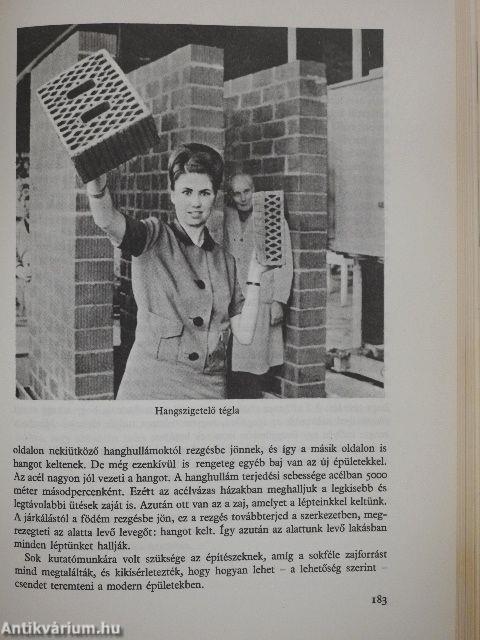 Hangszigetelő tégla
oldalon nekiütköző hanghullámoktól rezgésbe jönnek, és így a másik oldalon is
hangot keltenek. De még ezenkívül is rengeteg egyéb baj van az új épületekkel.
Az acél nagyon jól vezeti a hangot. A hanghullám terjedési sebessége acélban 5000
méter másodpercenként. Ezért az acélvázas házakban meghalljuk a legkisebb és
legtávolabbi ütések zaját is. Azután ott van az a zaj, amelyet a lépteinkkel keltünk.
A járkálástól a födém rezgésbe jön, ez a rezgés továbbterjed a szerkezetben, meg-
rezegteti az alatta levő levegőt: hangot kelt. Így azután az alattunk levő lakásban
minden léptünket hallják.
Sok kutatómunkára volt szüksége az építészeknek, amíg a sokféle zajforrást
mind megtalálták, és kikísérletezték, hogy hogyan lehet – a lehetőség szerint –
csendet teremteni a modern épületekben.
183
© Antikvárium.hu